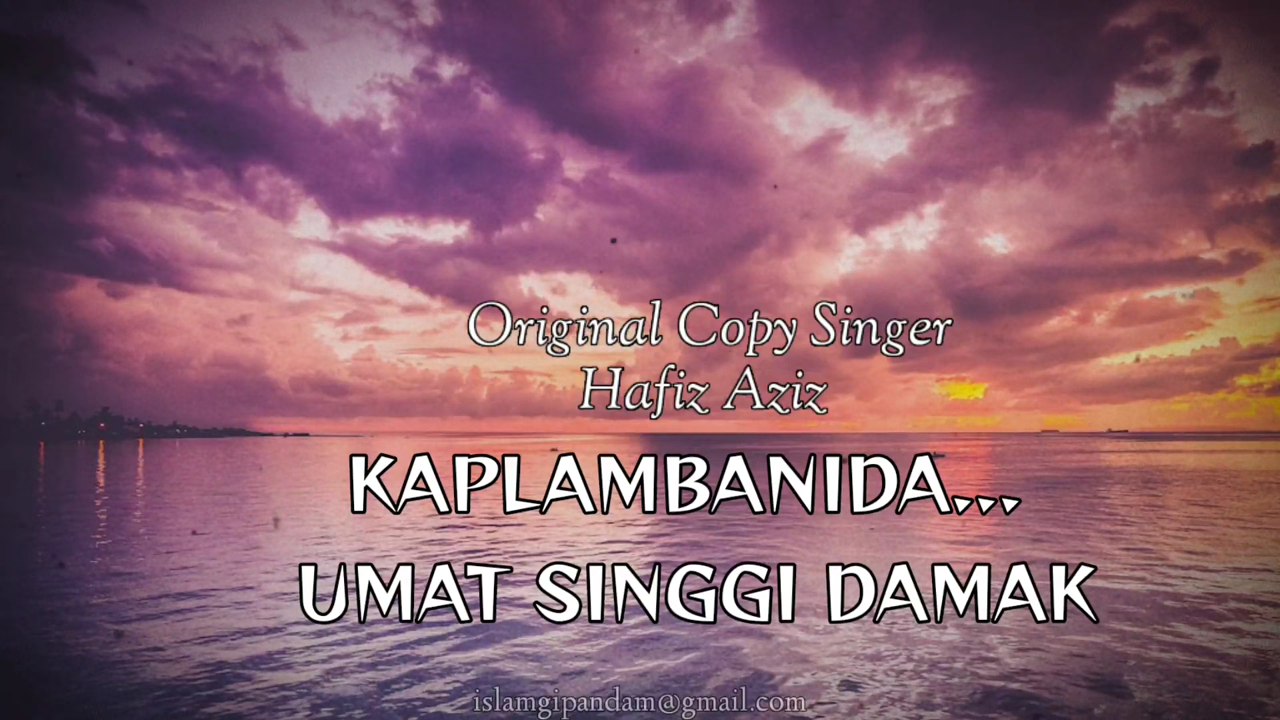 Original Copy Singer
Hafiz Aziz
KAPLAMBANIDA...
UMAT SINGGI DAMAK
islamgipandam@gmail.com